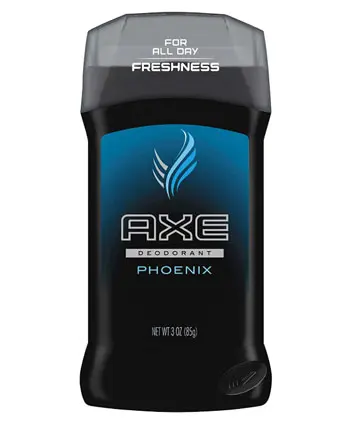 FOR
ALL DAY
FRESHNESS
AXE
DEODORANT
PHOENIX
NET WT 3 OZ (85g)